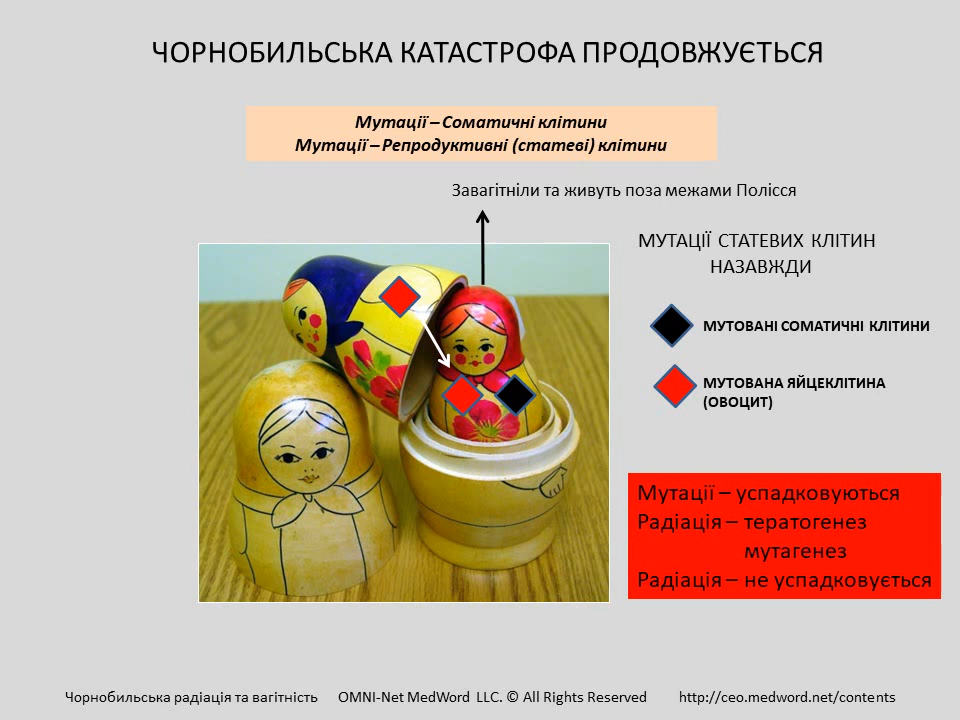 ЧОРНОБИЛЬСЬКА КАТАСТРОФА ПРОДОВЖУЄТЬСЯ
Мутації – Соматичні клітини
Мутації – Репродуктивні (статеві) клітини
Завагітніли та живуть поза межами Полісся
МУТАЦІЇ СТАТЕВИХ КЛІТИН
НАЗАВЖДИ
МУТОВАНІ СОМАТИЧНІ КЛІТИНИ
МУТОВАНА ЯЙЦЕКЛІТИНА
(ОВОЦИТ)
Мутації – успадковуються
Радіація – тератогенез
мутагенез
Радіація – не успадковується
Чорнобильська радіація та вагітність OMNI-Net MedWord LLC. © All Rights Reserved http://ceo.medword.net/contents